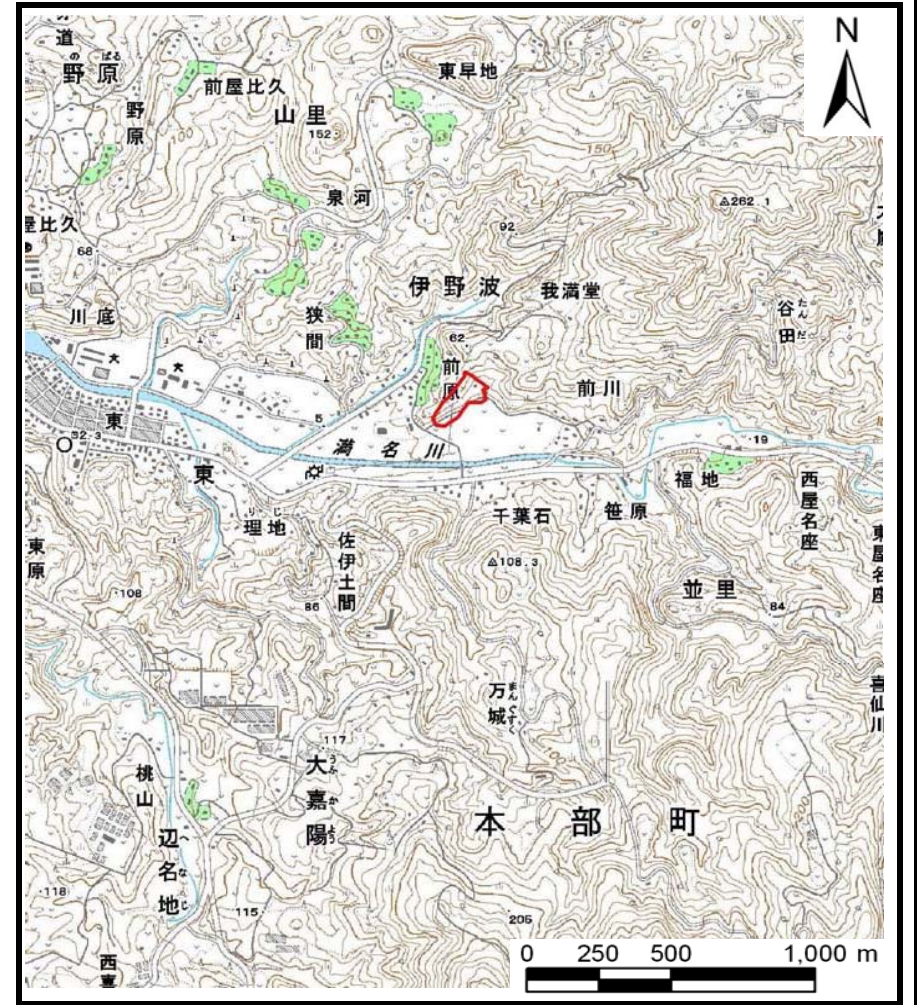 道
N
野原
の ばる
前屋比久
東早地
野原
山里
152
150
泉河
262.1
屋比久
92
68
伊野波
我満堂
谷田
たんだ
川庭
狭間
62
前原
前川
5
東
32.3
満名川
19
東
福地
理地
りじ
千葉石
笹原
西屋名座
東原
佐伊土間
東屋名座
108.3
108
並里
86
84
万城
まんぐすく
喜仙川
117
桃山
大嘉陽
うふかよう
本部町
辺名地
へなじ
118
115
205
西嘉
0 250 500 1,000 m